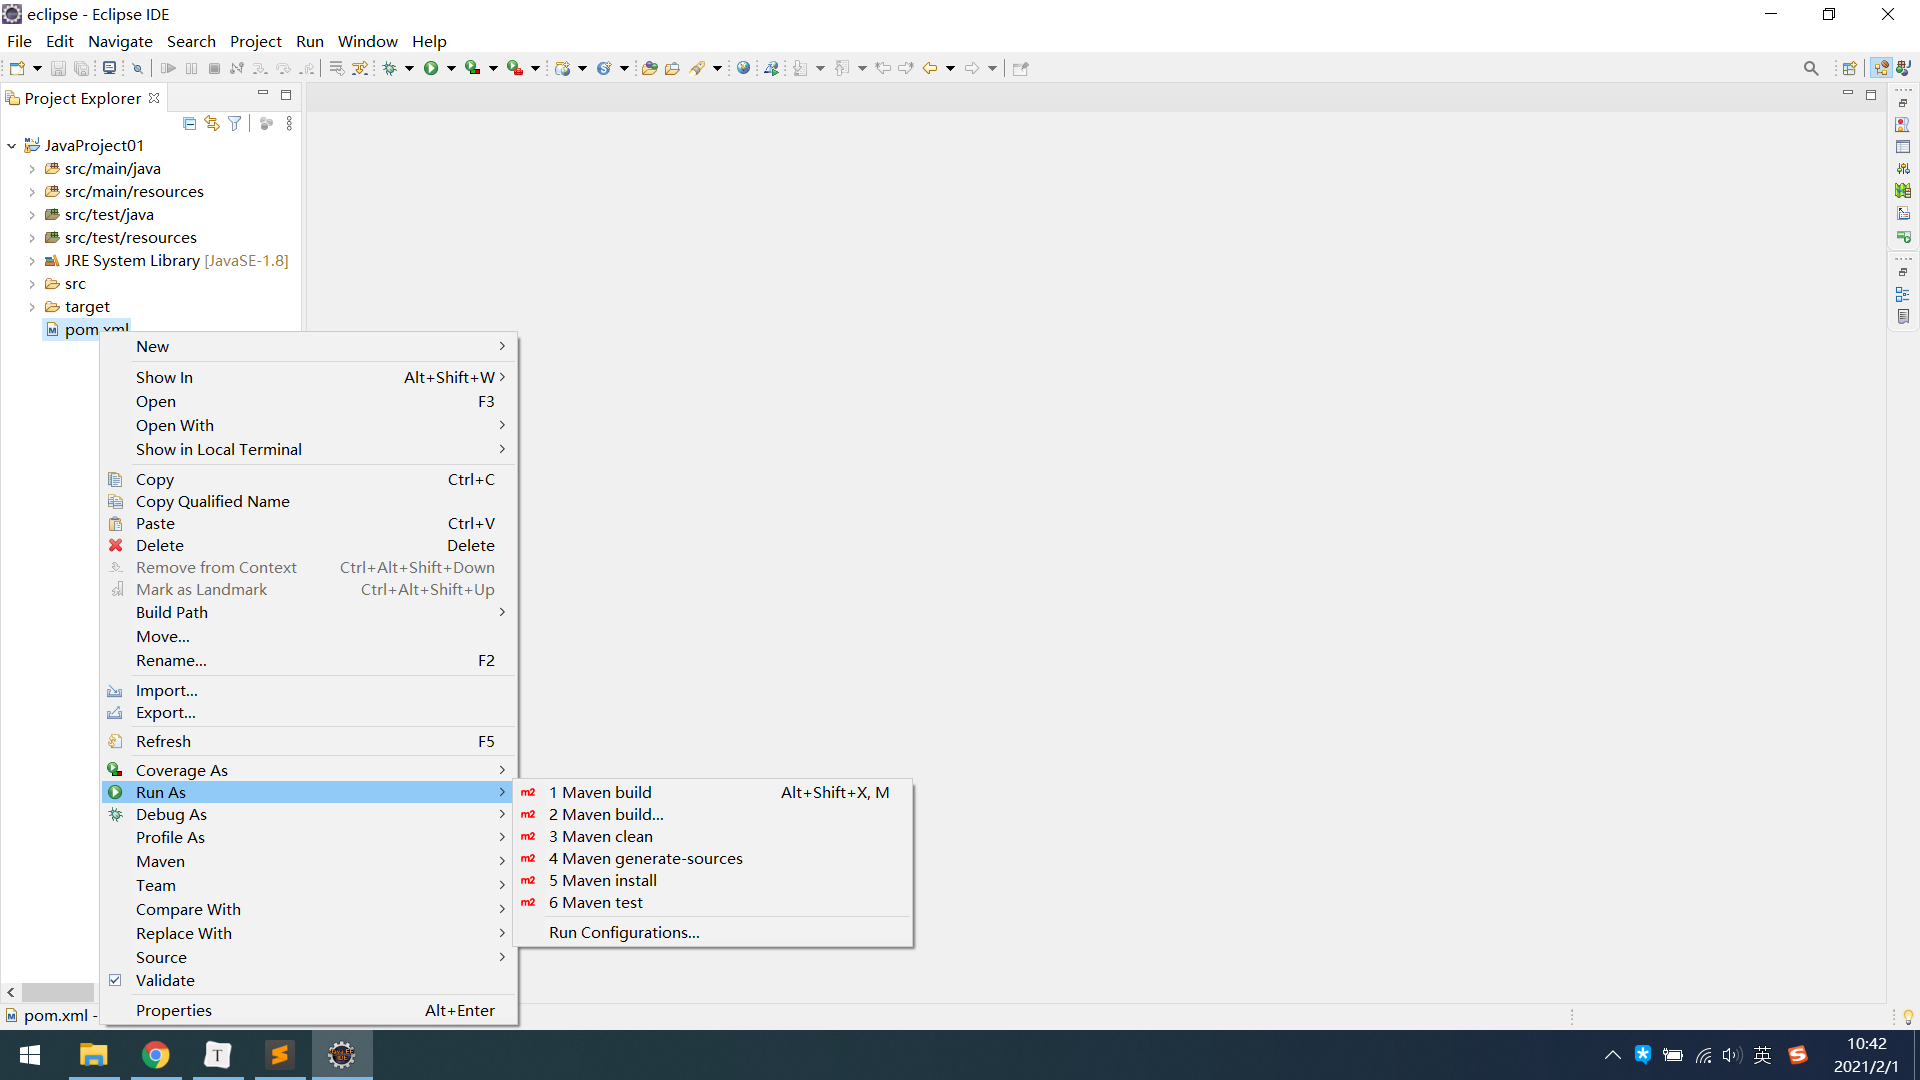 eclipse - Eclipse IDE
File Edit Navigate Search Project Run Window Help
Project Explorer
JavaProject01
src/main/java
src/main/resources
src/test/java
src/test/resources
JRE System Library [JavaSE-1.8]
src
target
pom.xml
New
Show In Alt+Shift+W
Open F3
Open With
Show in Local Terminal
Copy Ctrl+C
Copy Qualified Name
Paste Ctrl+V
Delete Delete
Remove from Context Ctrl+Alt+Shift+Down
Mark as Landmark Ctrl+Alt+Shift+Up
Build Path
Move...
Rename... F2
Import...
Export...
Refresh F5
Coverage As
Run As
Debug As
Profile As
Maven
Team
Compare With
Replace With
Source
Validate
Properties Alt+Enter
m2 1 Maven build Alt+Shift+X, M
m2 2 Maven build...
m2 3 Maven clean
m2 4 Maven generate-sources
m2 5 Maven install
m2 6 Maven test
Run Configurations...
pom.xml -
英
10:42
2021/2/1